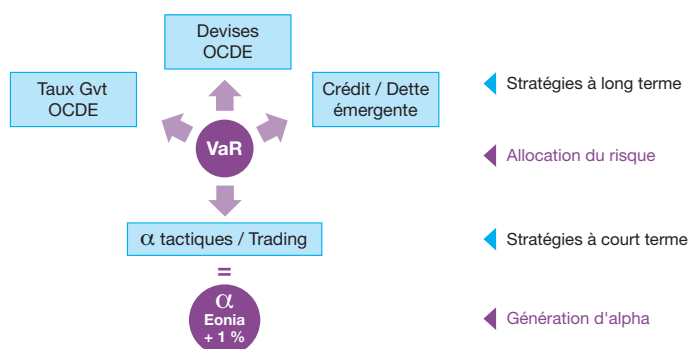 Devises
OCDE
Taux Gvt
OCDE
Crédit / Dette
émergente
Stratégies à long terme
VaR
Allocation du risque
α tactiques / Trading
Stratégies à court terme
=
α
Eonia
+ 1 %
Génération d'alpha